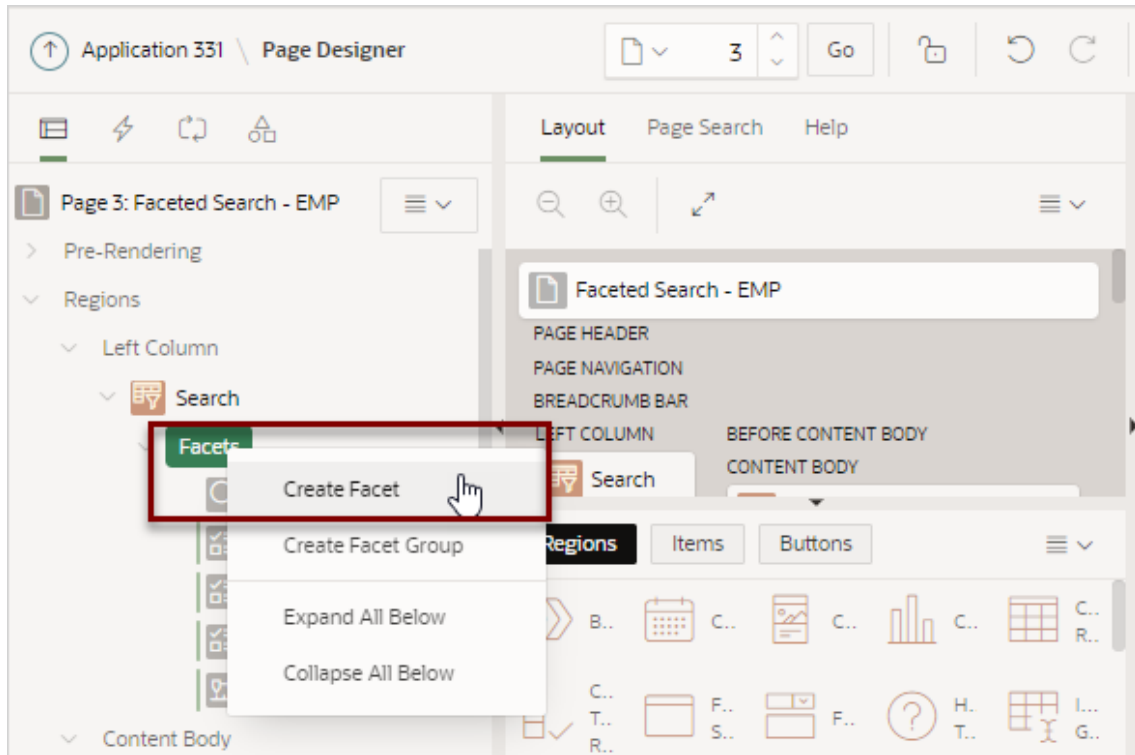 Application 331 \ Page Designer
3
Go
Layout Page Search Help
Page 3: Faceted Search - EMP
Pre-Rendering
Regions
Left Column
Search
Facets
Create Facet
Create Facet Group
Expand All Below
Collapse All Below
Content Body
Faceted Search - EMP
PAGE HEADER
PAGE NAVIGATION
BREADCRUMB BAR
LEFT COLUMN BEFORE CONTENT BODY
Search CONTENT BODY
Regions Items Buttons
B.. C.. C.. C.. C.. R..
C.. T.. R.. F.. S.. F.. H. T.. I... G..